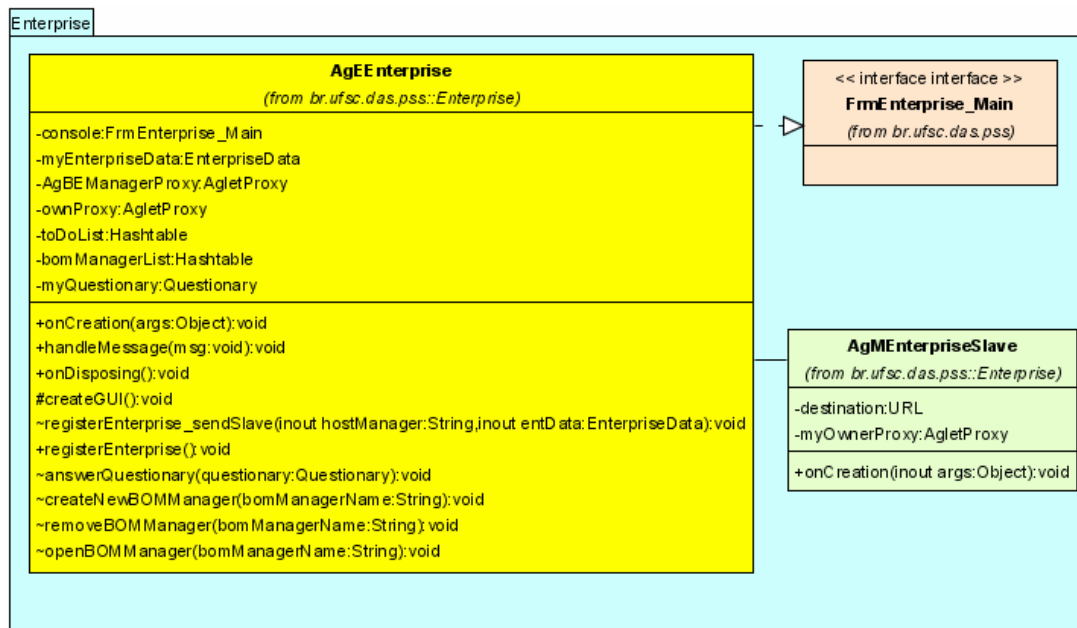 Enterprise
AgEEnterprise
(from br.ufsc.das.pss::Enterprise)
-console:FrmEnterprise_Main
-myEnterpriseData:EnterpriseData
-AgBEManagerProxy:AgletProxy
-ownProxy:AgletProxy
-toDoList:Hashtable
-bomManagerList:Hashtable
-myQuestionary:Questionary
+onCreation(args:Object):void
+handleMessage(msg:void):void
+onDisposing():void
#createGUI():void
~registerEnterprise_sendSlave(inout hostManager:String,inout entData:EnterpriseData):void
+registerEnterprise():void
~answerQuestionary(questionary:Questionary):void
~createNewBOMManager(bomManagerName:String):void
~removeBOMManager(bomManagerName:String):void
~openBOMManager(bomManagerName:String):void
<< interface interface >>
FrmEnterprise_Main
(from br.ufsc.das.pss)
AgMEnterpriseSlave
(from br.ufsc.das.pss::Enterprise)
-destination:URL
-myOwnerProxy:AgletProxy
+onCreation(inout args:Object):void